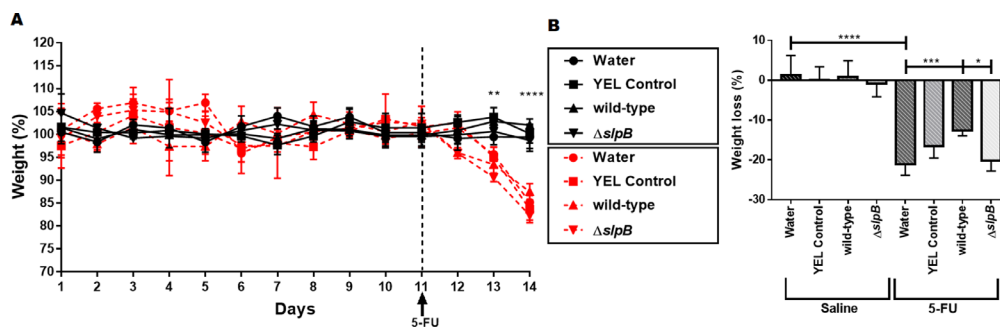 A
Weight (%)
120
115
110
105
100
95
90
85
80
75
70
**
****
1 2 3 4 5 6 7 8 9 10 11 12 13 14
Days
5-FU
Water
YEL Control
wild-type
ΔslpB
Water
YEL Control
wild-type
ΔslpB
B
Weight loss (%)
****
***
*
10
0
-10
-20
-30
Water
YEL Control
wild-type
ΔslpB
Water
YEL Control
wild-type
ΔslpB
Saline
5-FU